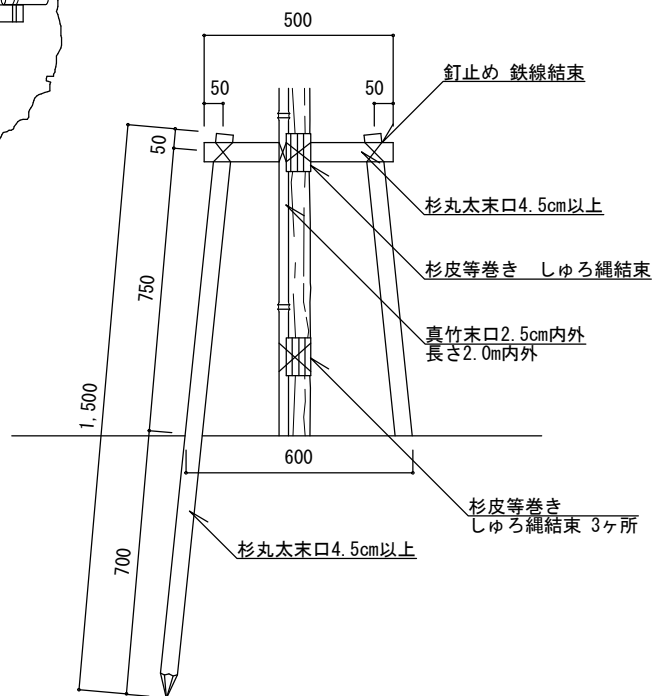 500
釘止め 鉄線結束
50
50
50
杉丸太末口4.5cm以上
杉皮等巻き しゅろ縄結束
750
真竹末口2.5cm内外
長さ2.0m内外
1,500
600
杉皮等巻き
しゅろ縄結束 3ヶ所
杉丸太末口4.5cm以上
700